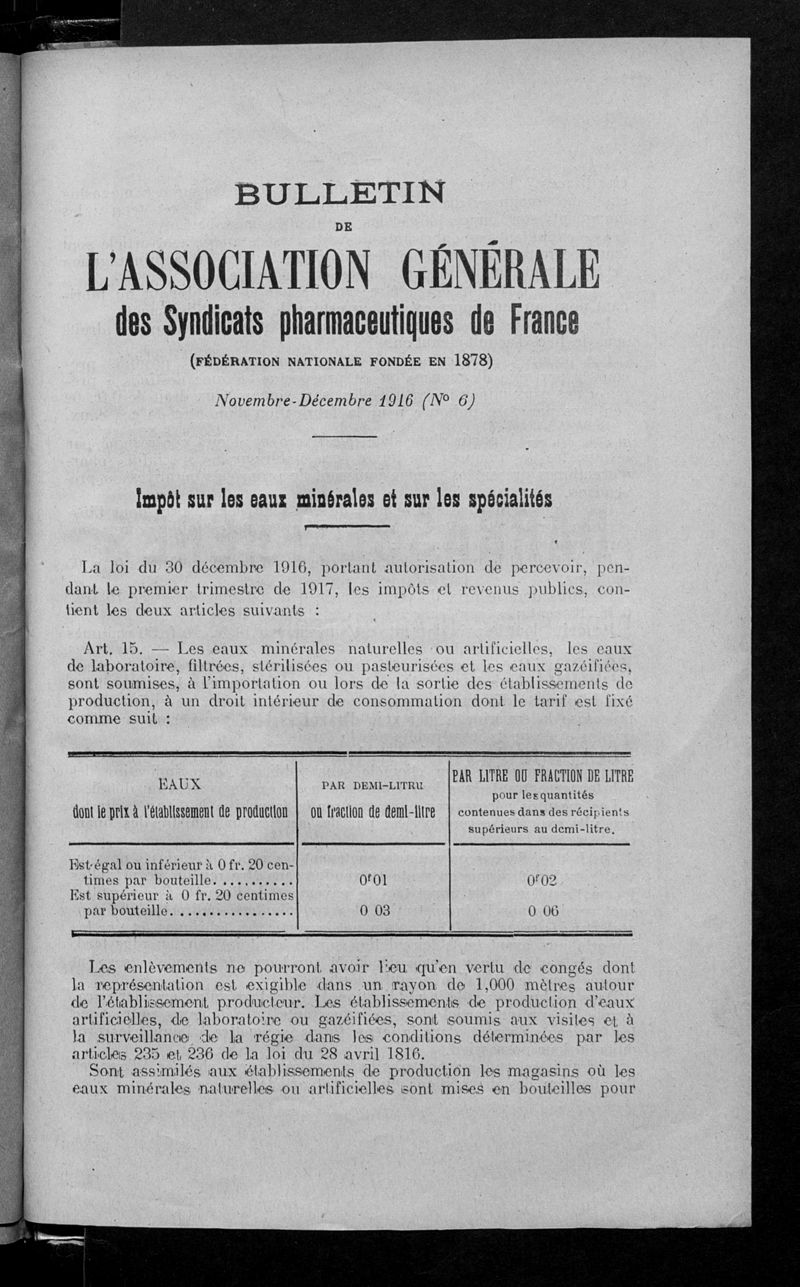 BULLETIN
DE
L'ASSOCIATION GÉNÉRALE
des Syndicats pharmaceutiques de France
(FÉDÉRATION NATIONALE FONDÉE EN 1878)
Novembre-Décembre 1916 (N° 6)
Impôt sur les eaux minérales et sur les spécialités
La loi du 30 décembre 1916, portant autorisation de percevoir, pen-
dant le premier trimestre de 1917, les impôts et revenus publics, con-
tient les deux articles suivants :
Art. 15. — Les eaux minérales naturelles ou artificielles, les eaux
de laboratoire, filtrées, stérilisées ou pasteurisées et les eaux gazéifiées,
sont soumises, à l'importation ou lors de la sortie des établissements de
production, à un droit intérieur de consommation dont le tarif est fixé
comme suit :
EAUX
dont le prix à l'établissement de production
PAR DEMI-LITRE
ou fraction de demi-litre
PAR LITRE OU FRACTION DE LITRE
pour les quantités
contenues dans des récipients
supérieurs au demi-litre.
Est égal ou inférieur à 0 fr. 20 cen-
times par bouteille. .......... 0f01 0f02
Est supérieur à 0 fr. 20 centimes
par bouteille. ................ 0 03 0 06
Les enlèvements ne pourront avoir lieu qu'en vertu de congés dont
la représentation est exigible dans un rayon de 1,000 mètres autour
de l'établissement producteur. Les établissements de production d'eaux
artificielles, de laboratoire ou gazéifiées, sont soumis aux visites et à
la surveillance de la régie dans les conditions déterminées par les
articles 235 et 236 de la loi du 28 avril 1816.
Sont assimilés aux établissements de production les magasins où les
eaux minérales naturelles ou artificielles sont mises en bouteilles pour